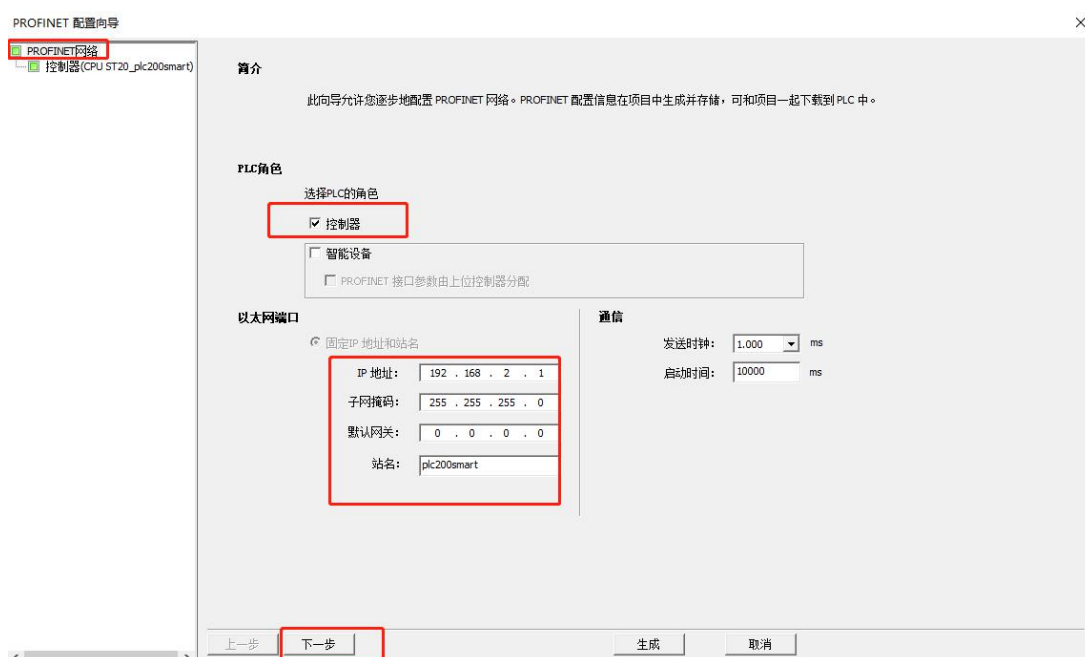 PROFINET 配置向导
PROFINET网络
控制器(CPU ST20_plc200smart)
简介
此向导允许您逐步地配置 PROFINET 网络。PROFINET 配置信息在项目中生成并存储，可和项目一起下载到 PLC 中。
PLC角色
选择PLC的角色
控制器
智能设备
PROFINET 接口参数由上位控制器分配
以太网端口
固定IP 地址和站名
IP 地址： 192 . 168 . 2 . 1
子网掩码： 255 . 255 . 255 . 0
默认网关： 0 . 0 . 0 . 0
站名： plc200smart
通信
发送时钟： 1.000 ms
启动时间： 10000 ms
上一步 下一步 生成 取消